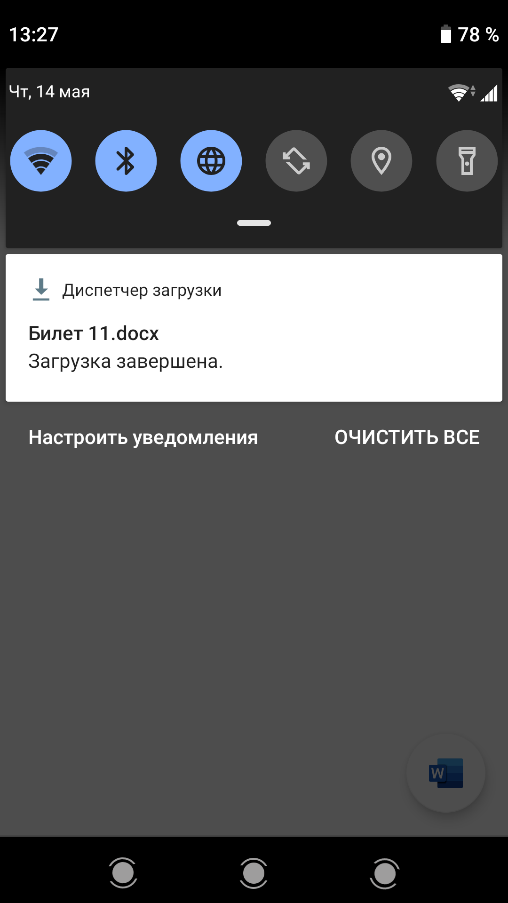 13:27
78 %
Чт, 14 мая
Диспетчер загрузки
Билет 11.docx
Загрузка завершена.
Настроить уведомления
ОЧИСТИТЬ ВСЕ
W